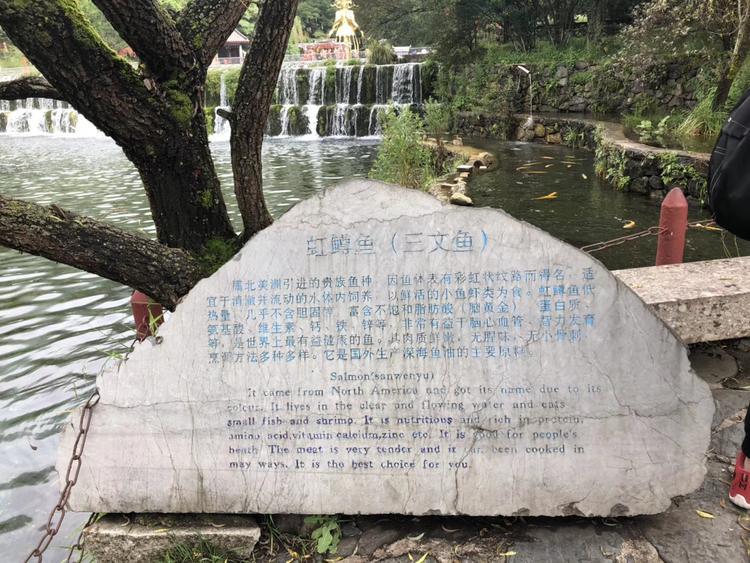 虹鳟鱼（三文鱼）
属北美洲引进的贵族鱼种，因鱼体表有彩虹状纹路而得名，适
宜于清澈并流动的水体内饲养，以鲜活的小鱼虾类为食。虹鳟鱼低
热量，几乎不含胆固醇，富含不饱和脂肪酸（脑黄金）、蛋白质、
氨基酸、维生素、钙、铁、锌等，非常有益于脑心血管、智力发育
等，是世界上最有益健康的鱼。其肉质鲜嫩，无腥味，无小骨刺，
烹调方法多种多样。它是国外生产深海鱼油的主要原料。
Salmon(sanwenyu)
It came from North America and got its name due to its
colour. It lives in the clear and flowing water and eats
small fish and shrimp. It is nutritious and rich in protein,
amino acid,vitamin calcium,zinc etc. It is good for people's
heath The meat is very tender and it can been cooked in
may ways. It is the best choice for you.